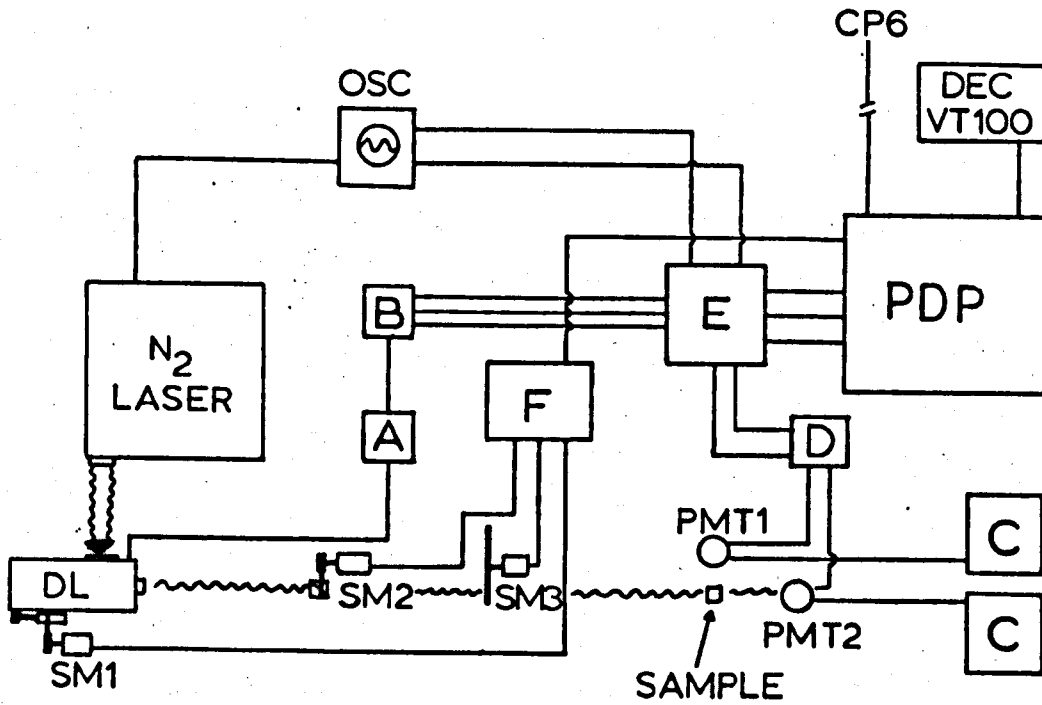 CP6
OSC
DEC
VT100
N2
LASER
B
E
PDP
F
A
D
PMT1
C
DL
SM2
SM3
PMT2
C
SM1
SAMPLE